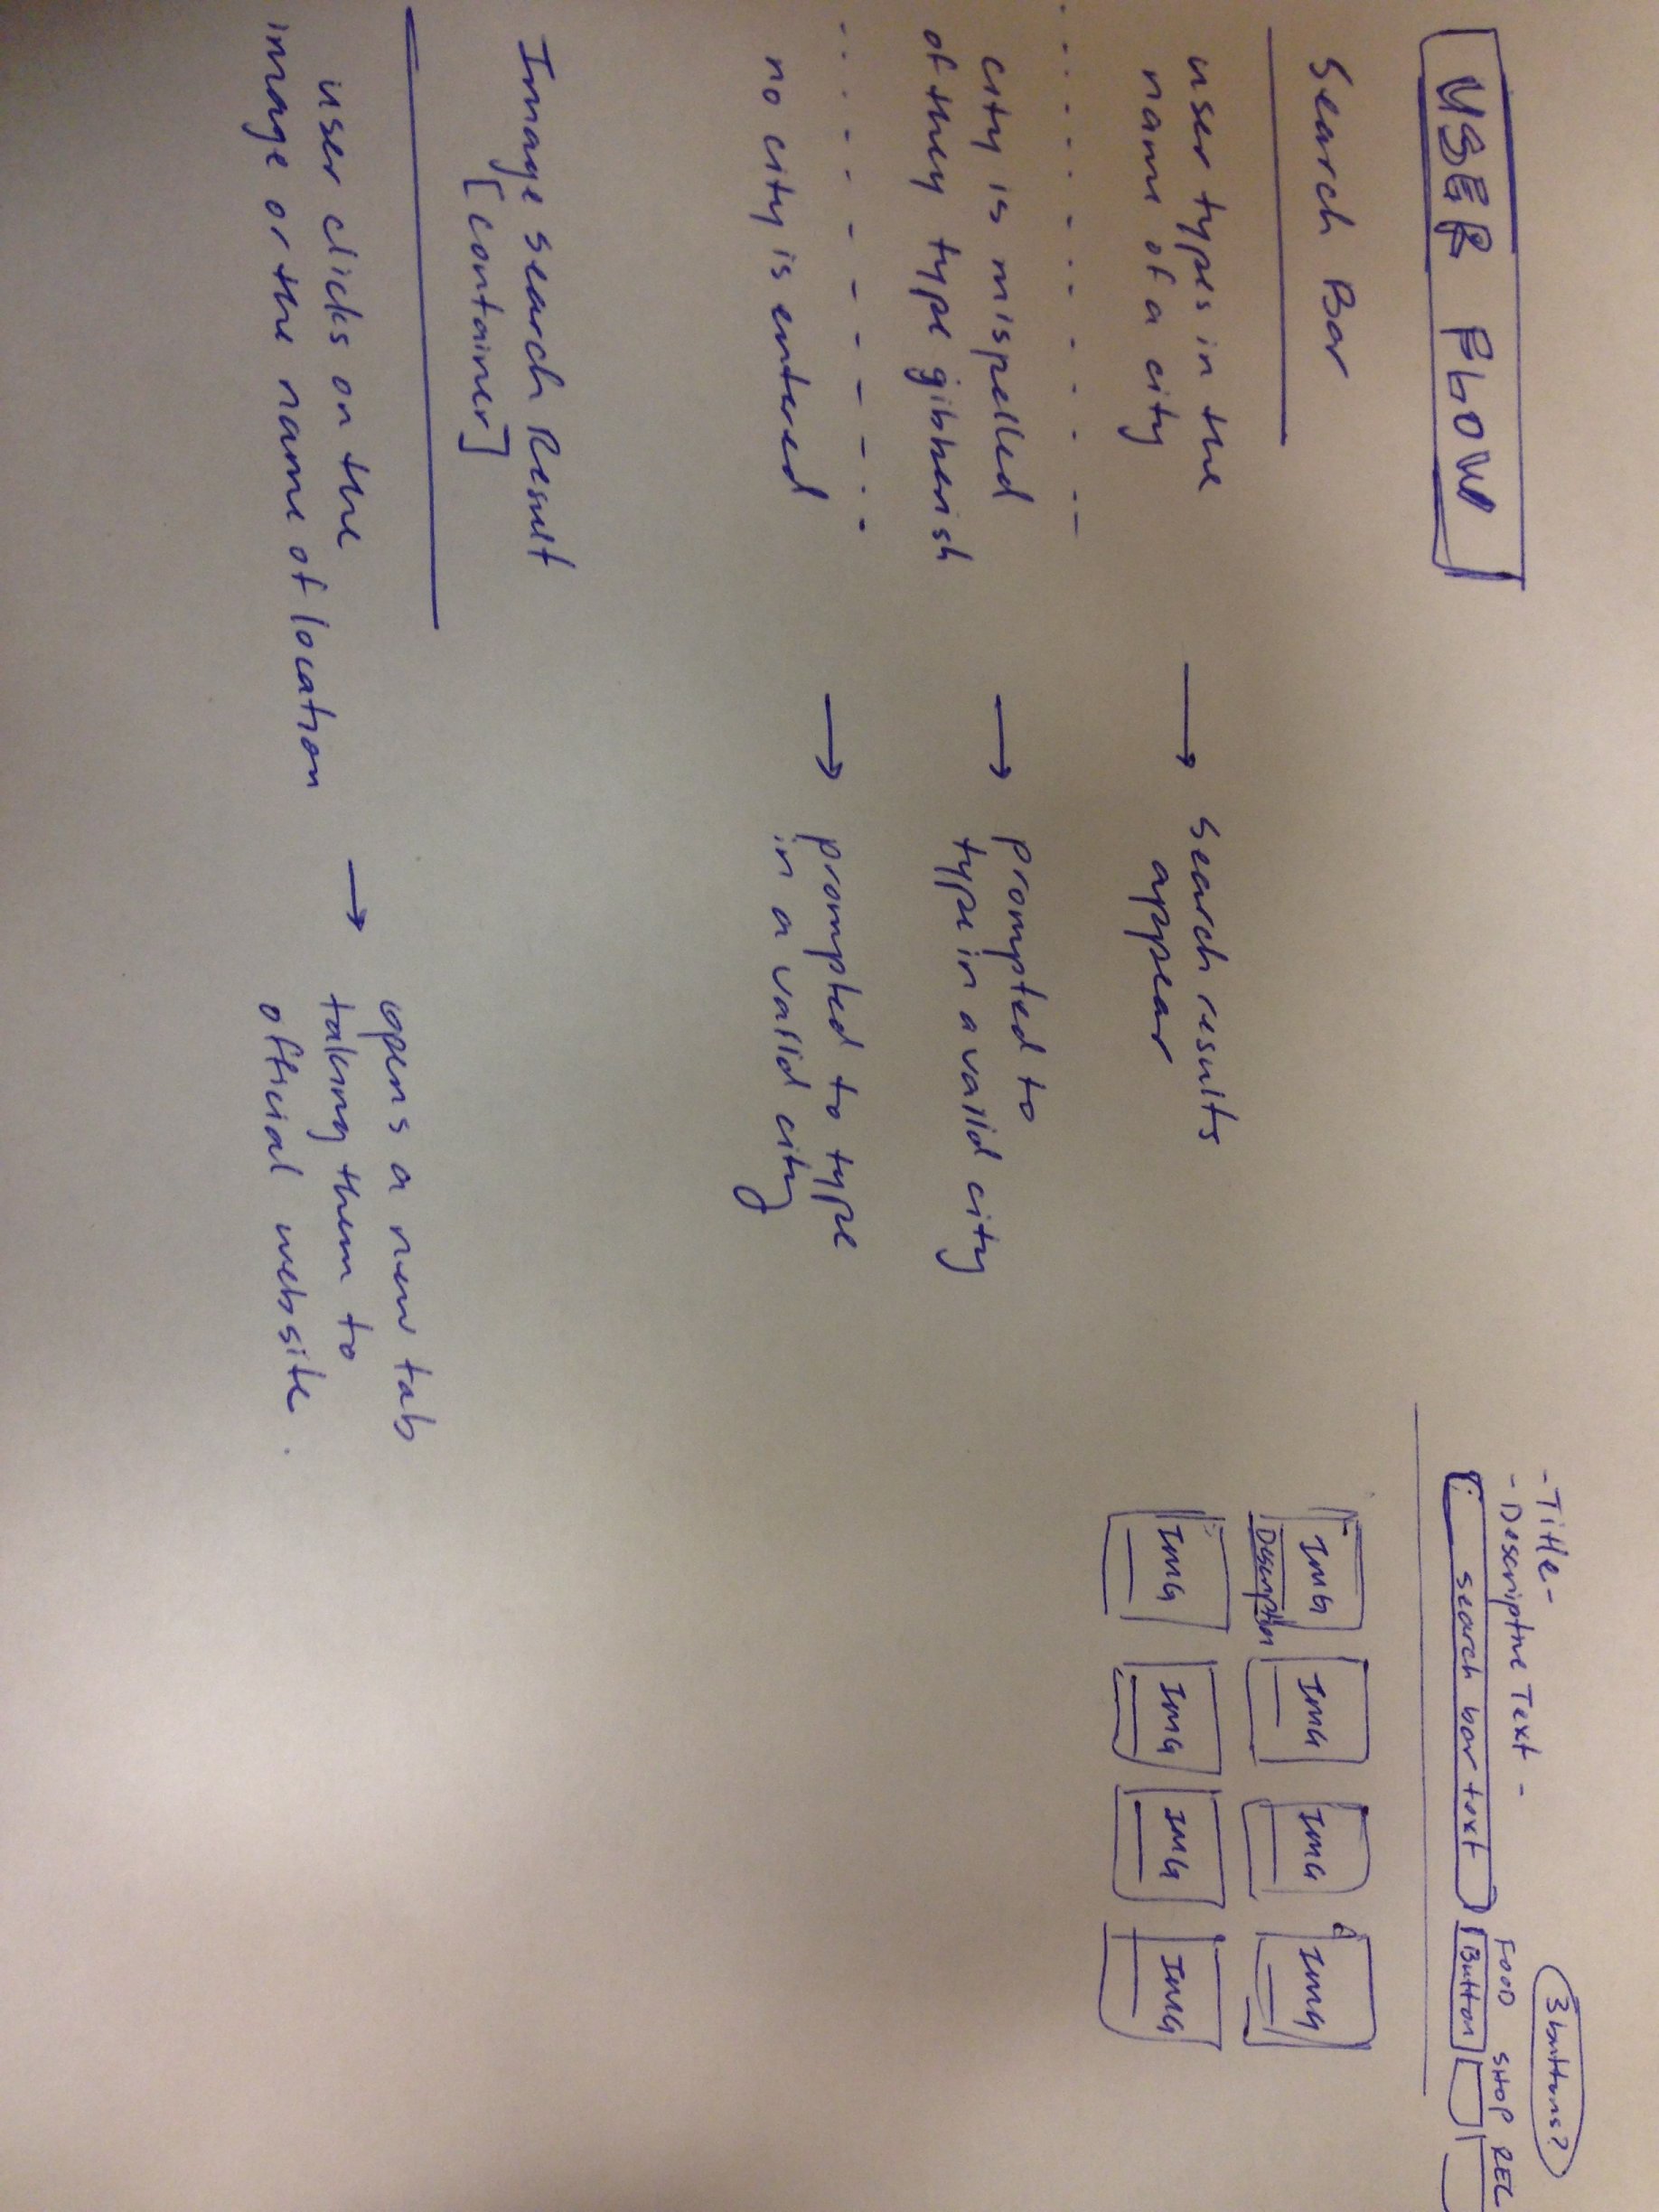 USER FLOW
Search Bar
user types in the
name of a city
search results
appear
city is mispelled
of they type gibberish
prompted to
type in a valid city
no city is entered
prompted to type
in a valid city
Image Search Result
[container]
user clicks on the
image or the name of location
opens a new tab
taking them to
official website.
-Title-
- Descriptive Text -
search bar text
3 buttons?
FOOD SHOP REC
Button
IMG IMG IMG IMG
Description
IMG IMG IMG IMG